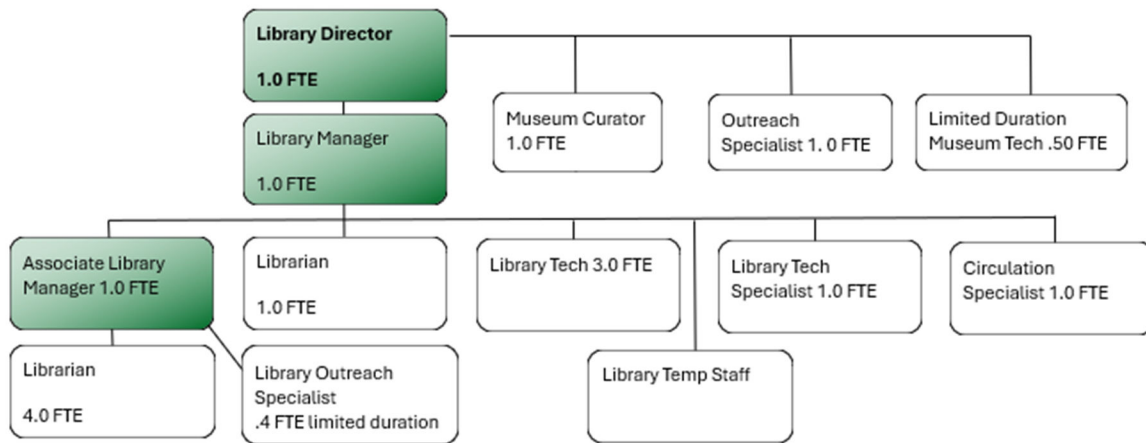 Library Director
1.0 FTE
Museum Curator
1.0 FTE
Outreach
Specialist 1. 0 FTE
Limited Duration
Museum Tech .50 FTE
Library Manager
1.0 FTE
Associate Library
Manager 1.0 FTE
Librarian
1.0 FTE
Library Tech 3.0 FTE
Library Tech
Specialist 1.0 FTE
Circulation
Specialist 1.0 FTE
Librarian
4.0 FTE
Library Outreach
Specialist
.4 FTE limited duration
Library Temp Staff